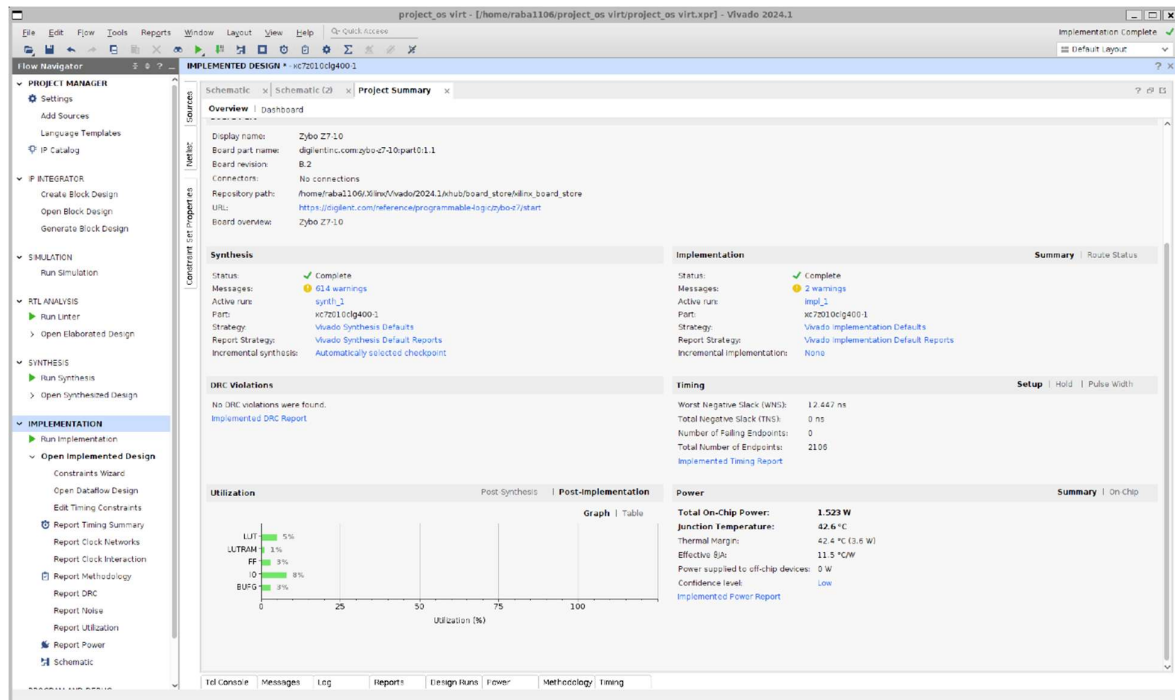 project_os virt - [/home/raba1106/project_os virt/project_os virt.xpr] - Vivado 2024.1
File Edit Flow Tools Reports Window Layout View Help Quick Access
Implementation Complete
Default Layout
Flow Navigator
IMPLEMENTED DESIGN * - xc7z010clg400-1
PROJECT MANAGER
Settings
Add Sources
Language Templates
IP Catalog
IP INTEGRATOR
Create Block Design
Open Block Design
Generate Block Design
SIMULATION
Run Simulation
RTL ANALYSIS
Run Linter
Open Elaborated Design
SYNTHESIS
Run Synthesis
Open Synthesized Design
IMPLEMENTATION
Run Implementation
Open Implemented Design
Constraints Wizard
Open Dataflow Design
Edit Timing Constraints
Report Timing Summary
Report Clock Networks
Report Clock Interaction
Report Methodology
Report DRC
Report Noise
Report Utilization
Report Power
Schematic
Sources
Netlist
Constraint Set Properties
Schematic Schematic (2) Project Summary
Overview | Dashboard
Display name: Zybo Z7-10
Board part name: digilentinc.com:zybo-z7-10:part0:1.1
Board revision: B.2
Connectors: No connections
Repository path: /home/raba1106/.Xilinx/Vivado/2024.1/xhub/board_store/xilinx_board_store
URL: https://digilent.com/reference/programmable-logic/zybo-z7/start
Board overview: Zybo Z7-10
Synthesis
Status: Complete
Messages: 614 warnings
Active run: synth_1
Part: xc7z010clg400-1
Strategy: Vivado Synthesis Defaults
Report Strategy: Vivado Synthesis Default Reports
Incremental synthesis: Automatically selected checkpoint
Implementation Summary | Route Status
Status: Complete
Messages: 2 warnings
Active run: impl_1
Part: xc7z010clg400-1
Strategy: Vivado Implementation Defaults
Report Strategy: Vivado Implementation Default Reports
Incremental implementation: None
DRC Violations
No DRC violations were found.
Implemented DRC Report
Timing Setup | Hold | Pulse Width
Worst Negative Slack (WNS): 12.447 ns
Total Negative Slack (TNS): 0 ns
Number of Failing Endpoints: 0
Total Number of Endpoints: 2106
Implemented Timing Report
Utilization Post-Synthesis | Post-Implementation
Graph | Table
LUT 5%
LUTRAM 1%
FF 3%
IO 8%
BUFG 3%
0 25 50 75 100
Utilization (%)
Power Summary | On-Chip
Total On-Chip Power: 1.523 W
Junction Temperature: 42.6 °C
Thermal Margin: 42.4 °C (3.6 W)
Effective θJA: 11.5 °C/W
Power supplied to off-chip devices: 0 W
Confidence level: Low
Implemented Power Report
Tcl Console Messages Log Reports Design Runs Power Methodology Timing